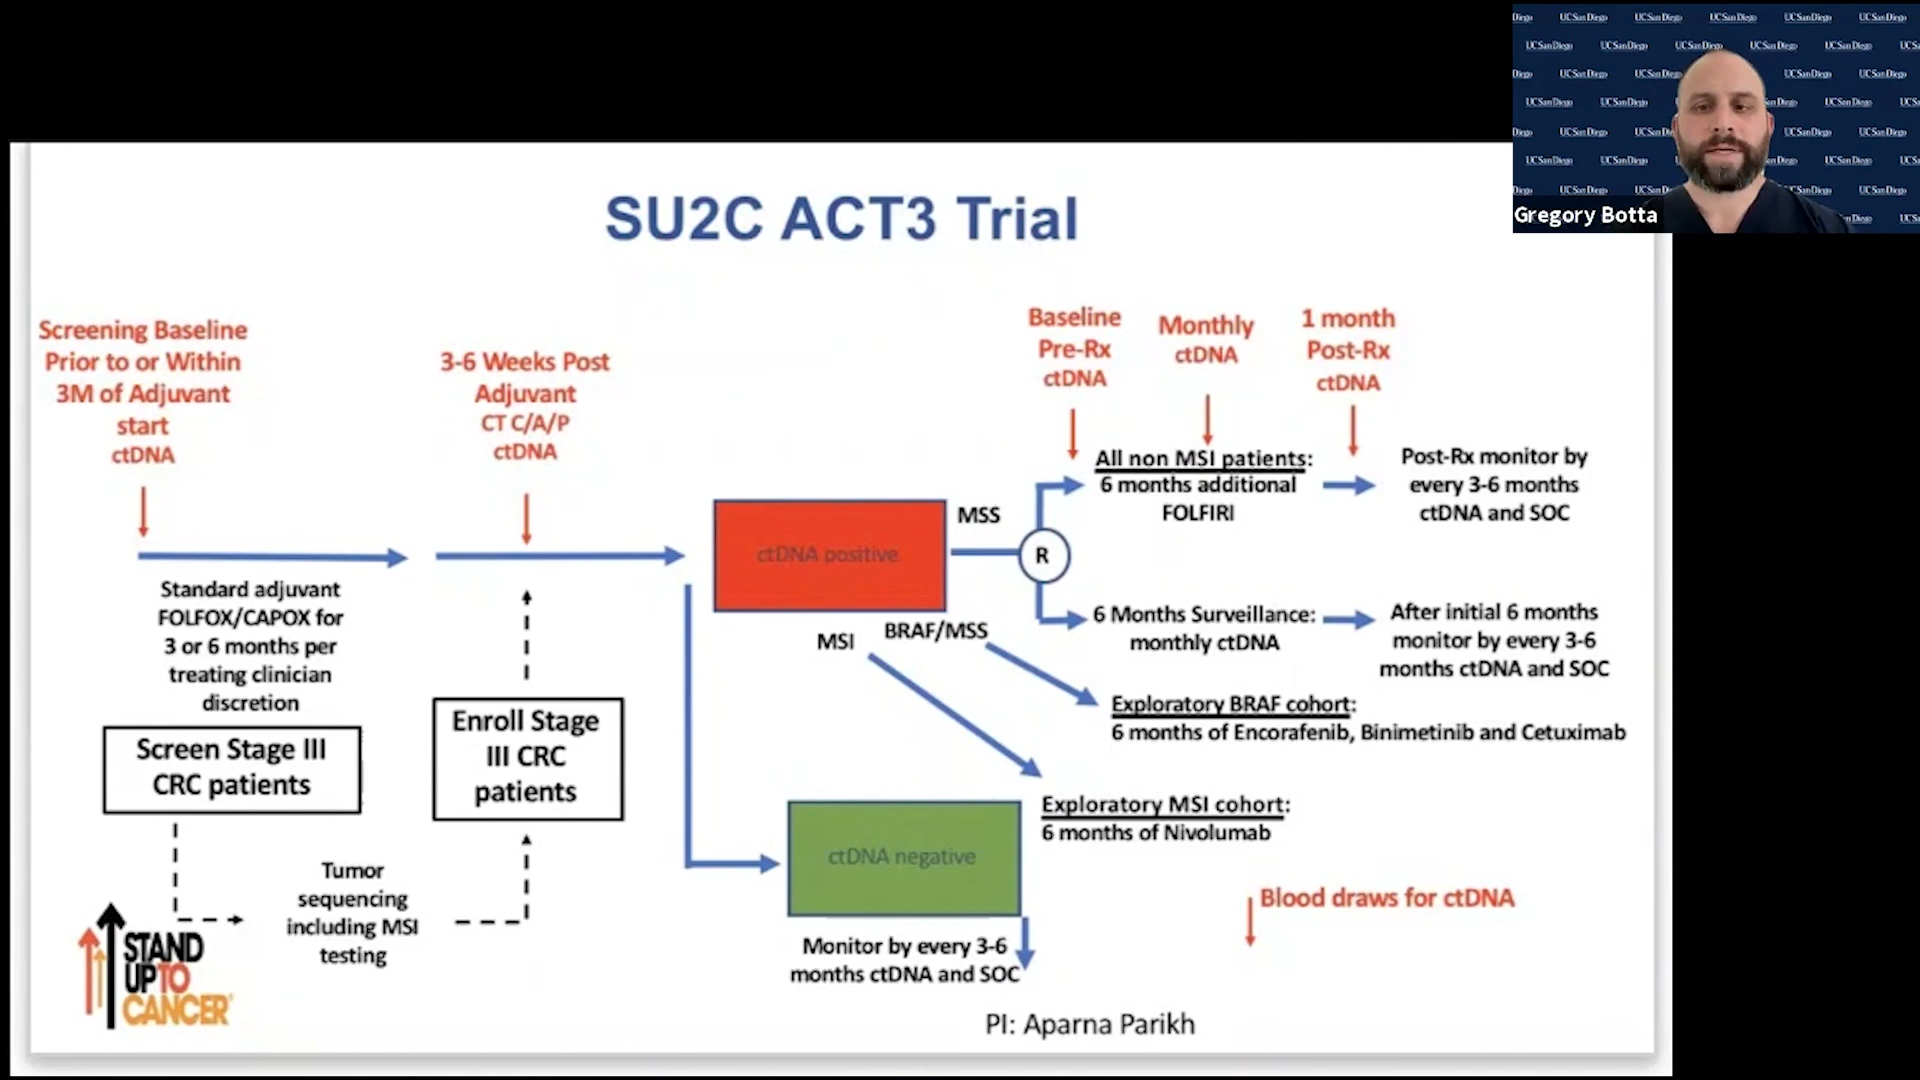 UC San Diego
Gregory Botta
SU2C ACT3 Trial
Screening Baseline
Prior to or Within
3M of Adjuvant
start
ctDNA
3-6 Weeks Post
Adjuvant
CT C/A/P
ctDNA
Baseline
Pre-Rx
ctDNA
Monthly
ctDNA
1 month
Post-Rx
ctDNA
Standard adjuvant
FOLFOX/CAPOX for
3 or 6 months per
treating clinician
discretion
Screen Stage III
CRC patients
Enroll Stage
III CRC
patients
Tumor
sequencing
including MSI
testing
ctDNA positive
MSS
R
MSI
BRAF/MSS
All non MSI patients:
6 months additional
FOLFIRI
Post-Rx monitor by
every 3-6 months
ctDNA and SOC
6 Months Surveillance:
monthly ctDNA
After initial 6 months
monitor by every 3-6
months ctDNA and SOC
Exploratory BRAF cohort:
6 months of Encorafenib, Binimetinib and Cetuximab
Exploratory MSI cohort:
6 months of Nivolumab
ctDNA negative
Monitor by every 3-6
months ctDNA and SOC
Blood draws for ctDNA
STAND
UP TO
CANCER
PI: Aparna Parikh